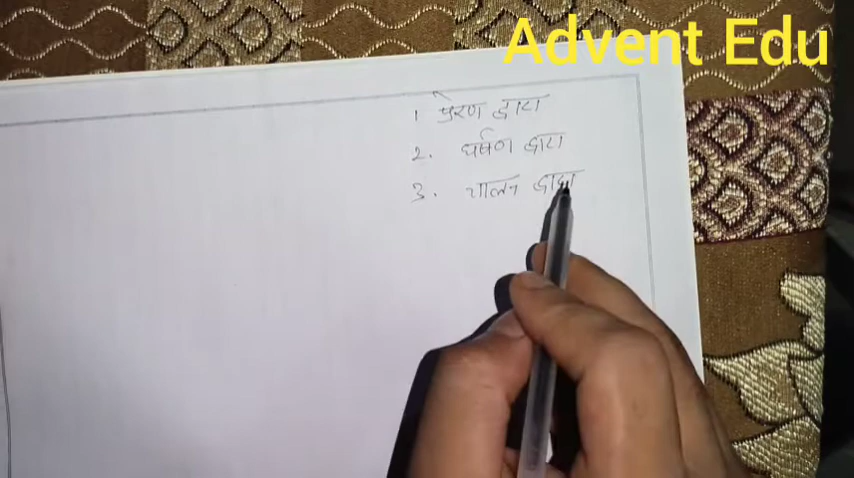 Advent Edu
1 प्रेरण द्वारा
2. घर्षण द्वारा
3. चालन द्वारा